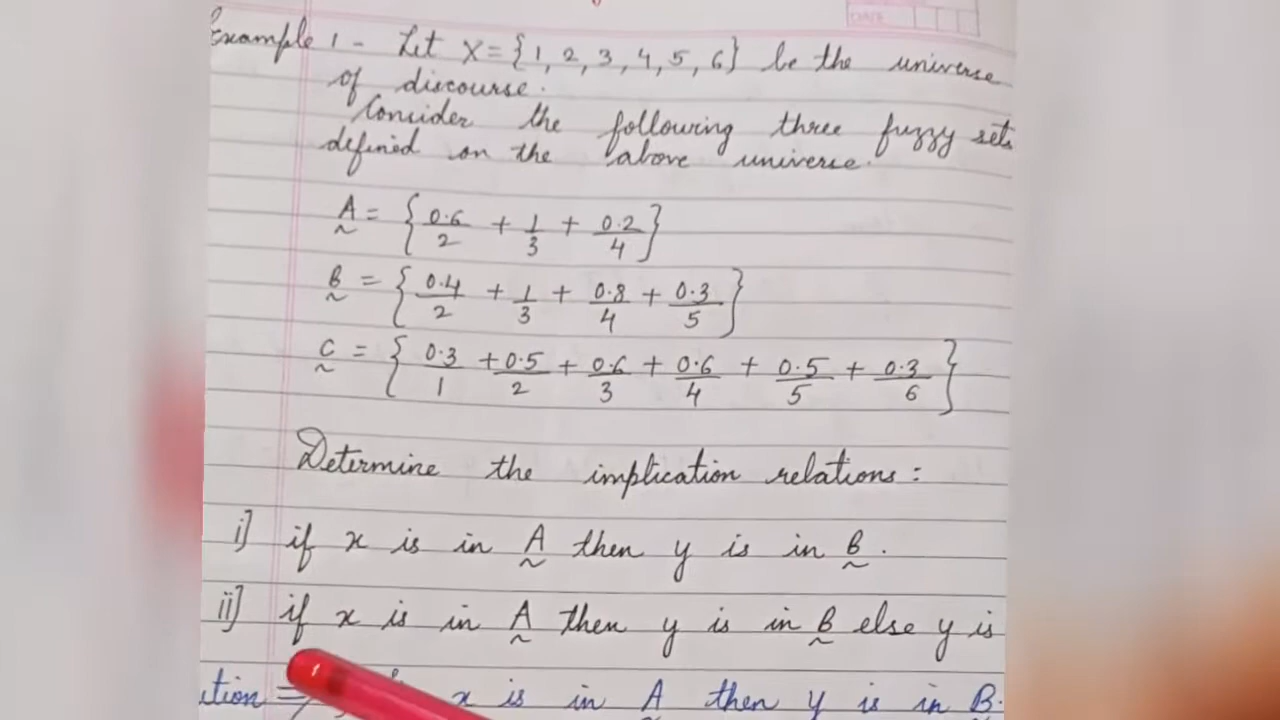 Example 1 - Let X = {1, 2, 3, 4, 5, 6} be the universe
of discourse.
Consider the following three fuzzy sets
defined on the above universe.
A = { 0.6/2 + 1/3 + 0.2/4 }
B = { 0.4/2 + 1/3 + 0.8/4 + 0.3/5 }
C = { 0.3/1 + 0.5/2 + 0.6/3 + 0.6/4 + 0.5/5 + 0.3/6 }
Determine the implication relations :
i] if x is in A then y is in B .
ii] if x is in A then y is in B else y is
x is in A then y is in B.